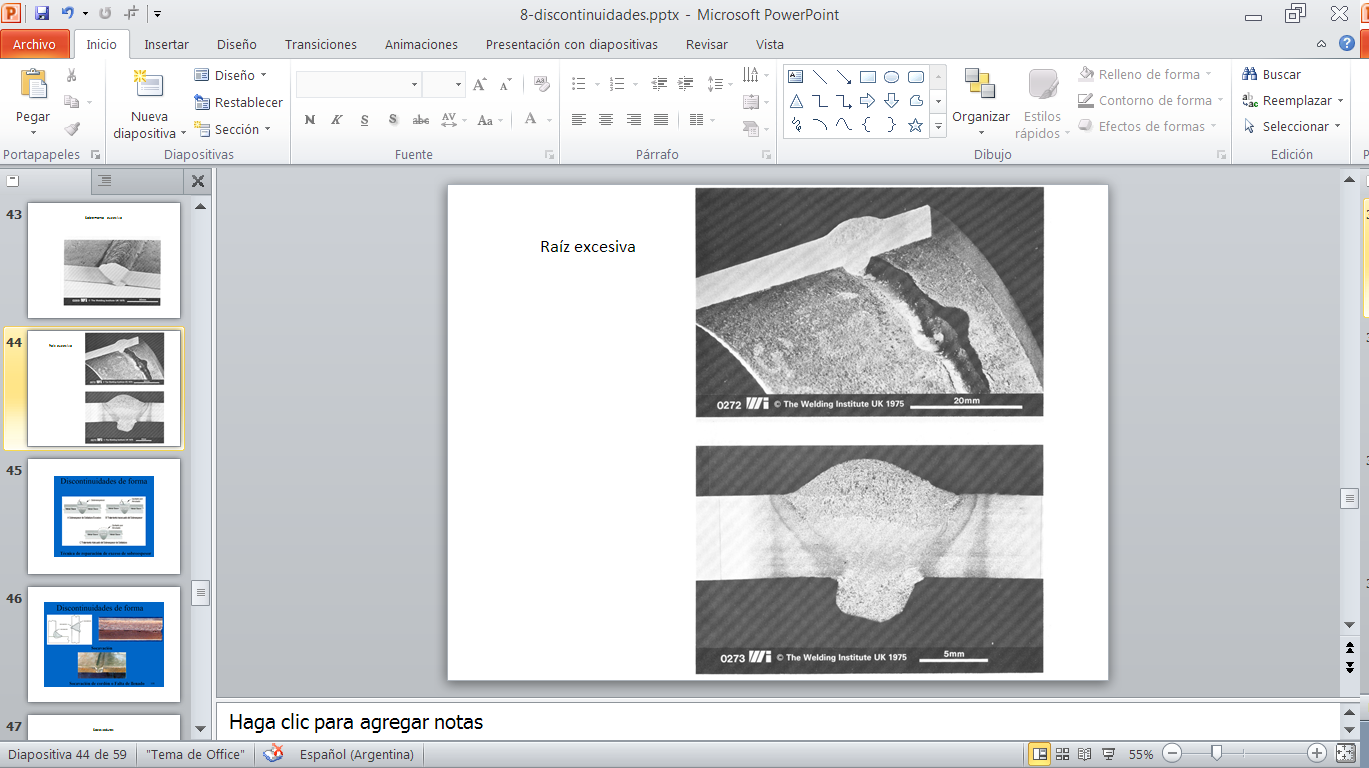 8-discontinuidades.pptx - Microsoft PowerPoint
Archivo Inicio Insertar Diseño Transiciones Animaciones Presentación con diapositivas Revisar Vista
Pegar
Portapapeles
Nueva
diapositiva
Diseño
Restablecer
Sección
Diapositivas
N K S S abc AV Aa A
Fuente
Párrafo
Organizar
Estilos
rápidos
Relleno de forma
Contorno de forma
Efectos de formas
Dibujo
Buscar
Reemplazar
Seleccionar
Edición
43
44
45
Discontinuidades de forma
46
Discontinuidades de forma
47
Raíz excesiva
0272 © The Welding Institute UK 1975 20mm
0273 © The Welding Institute UK 1975 5mm
Haga clic para agregar notas
Diapositiva 44 de 59 "Tema de Office" Español (Argentina) 55%